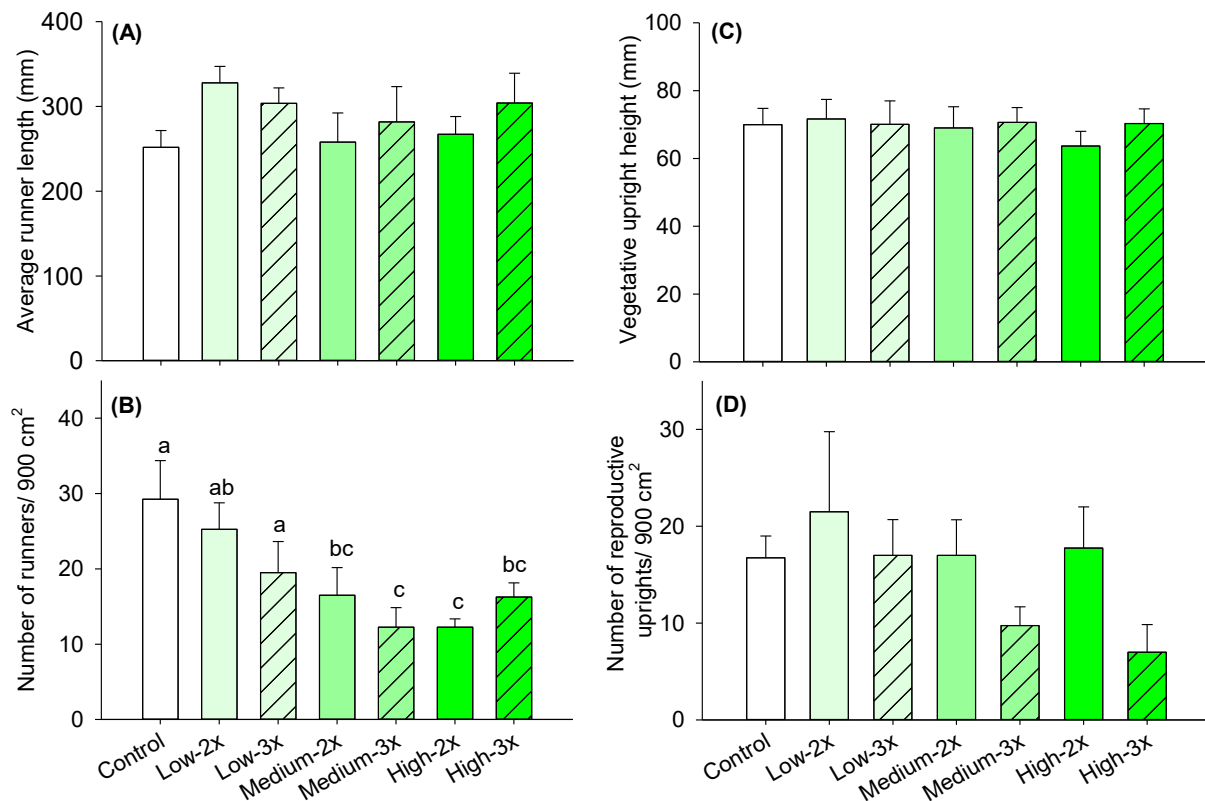 (A)
Average runner length (mm)
400
300
200
100
0
(C)
Vegetative upright height (mm)
100
80
60
40
20
0
(B)
Number of runners/ 900 cm²
40
30
20
10
0
a
ab
a
bc
c
c
bc
Control
Low-2x
Low-3x
Medium-2x
Medium-3x
High-2x
High-3x
(D)
Number of reproductive
uprights/ 900 cm²
30
20
10
0
Control
Low-2x
Low-3x
Medium-2x
Medium-3x
High-2x
High-3x